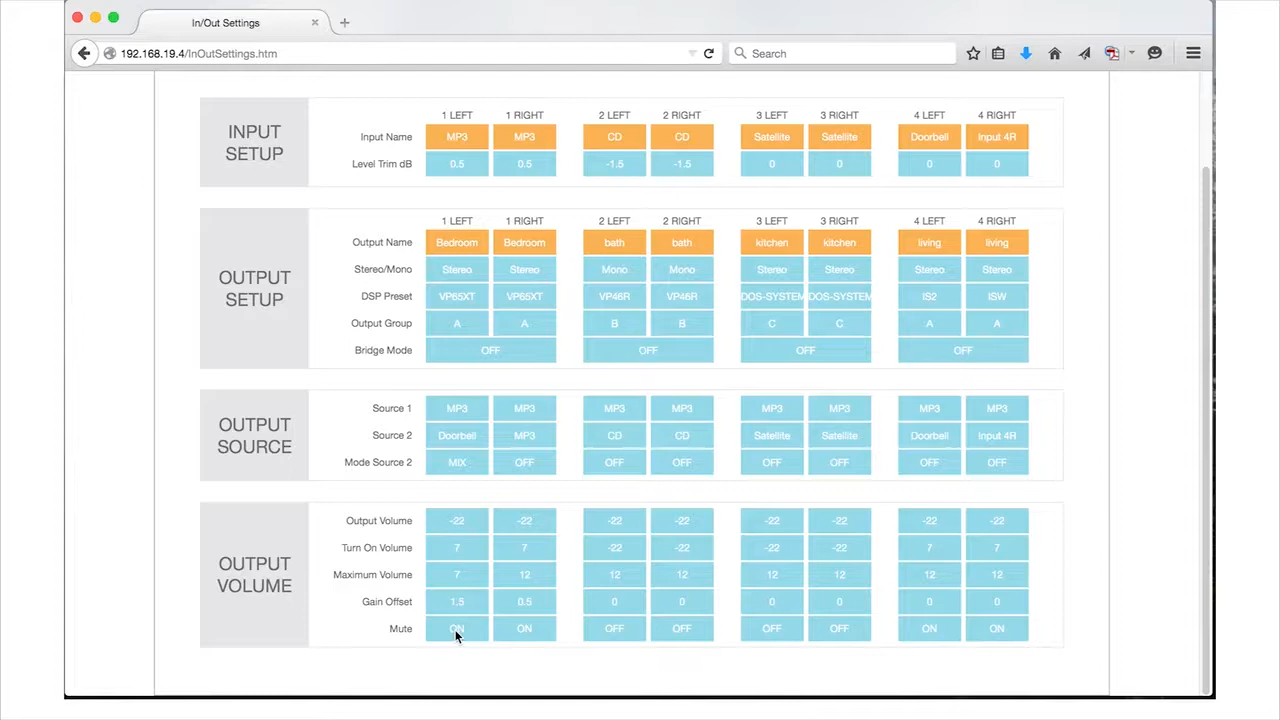 In/Out Settings
192.168.19.4/InOutSettings.htm
Search
INPUT SETUP
1 LEFT 1 RIGHT 2 LEFT 2 RIGHT 3 LEFT 3 RIGHT 4 LEFT 4 RIGHT
Input Name MP3 MP3 CD CD Satellite Satellite Doorbell Input 4R
Level Trim dB 0.5 0.5 -1.5 -1.5 0 0 0 0
OUTPUT SETUP
1 LEFT 1 RIGHT 2 LEFT 2 RIGHT 3 LEFT 3 RIGHT 4 LEFT 4 RIGHT
Output Name Bedroom Bedroom bath bath kitchen kitchen living living
Stereo/Mono Stereo Stereo Mono Mono Stereo Stereo Stereo Stereo
DSP Preset VP65XT VP65XT VP46R VP46R DOS-SYSTEM DOS-SYSTEM IS2 ISW
Output Group A A B B C C A A
Bridge Mode OFF OFF OFF OFF
OUTPUT SOURCE
Source 1 MP3 MP3 MP3 MP3 MP3 MP3 MP3 MP3
Source 2 Doorbell MP3 CD CD Satellite Satellite Doorbell Input 4R
Mode Source 2 MIX OFF OFF OFF OFF OFF OFF OFF
OUTPUT VOLUME
Output Volume -22 -22 -22 -22 -22 -22 -22 -22
Turn On Volume 7 7 -22 -22 -22 -22 7 7
Maximum Volume 7 12 12 12 12 12 12 12
Gain Offset 1.5 0.5 0 0 0 0 0 0
Mute ON ON OFF OFF OFF OFF ON ON